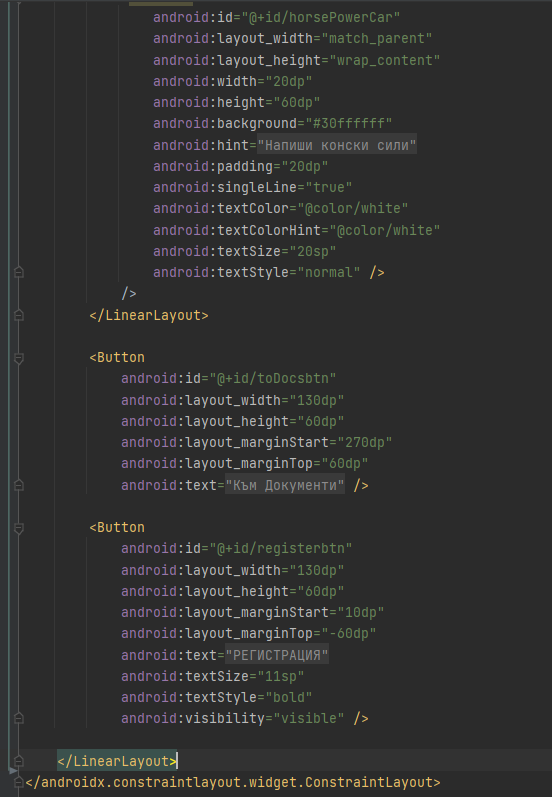 android:id="@+id/horsePowerCar"
android:layout_width="match_parent"
android:layout_height="wrap_content"
android:width="20dp"
android:height="60dp"
android:background="#30ffffff"
android:hint="Напиши конски сили"
android:padding="20dp"
android:singleLine="true"
android:textColor="@color/white"
android:textColorHint="@color/white"
android:textSize="20sp"
android:textStyle="normal" />
/>
</LinearLayout>
<Button
android:id="@+id/toDocsbtn"
android:layout_width="130dp"
android:layout_height="60dp"
android:layout_marginStart="270dp"
android:layout_marginTop="60dp"
android:text="Към Документи" />
<Button
android:id="@+id/registerbtn"
android:layout_width="130dp"
android:layout_height="60dp"
android:layout_marginStart="10dp"
android:layout_marginTop="-60dp"
android:text="РЕГИСТРАЦИЯ"
android:textSize="11sp"
android:textStyle="bold"
android:visibility="visible" />
</LinearLayout>
</androidx.constraintlayout.widget.ConstraintLayout>